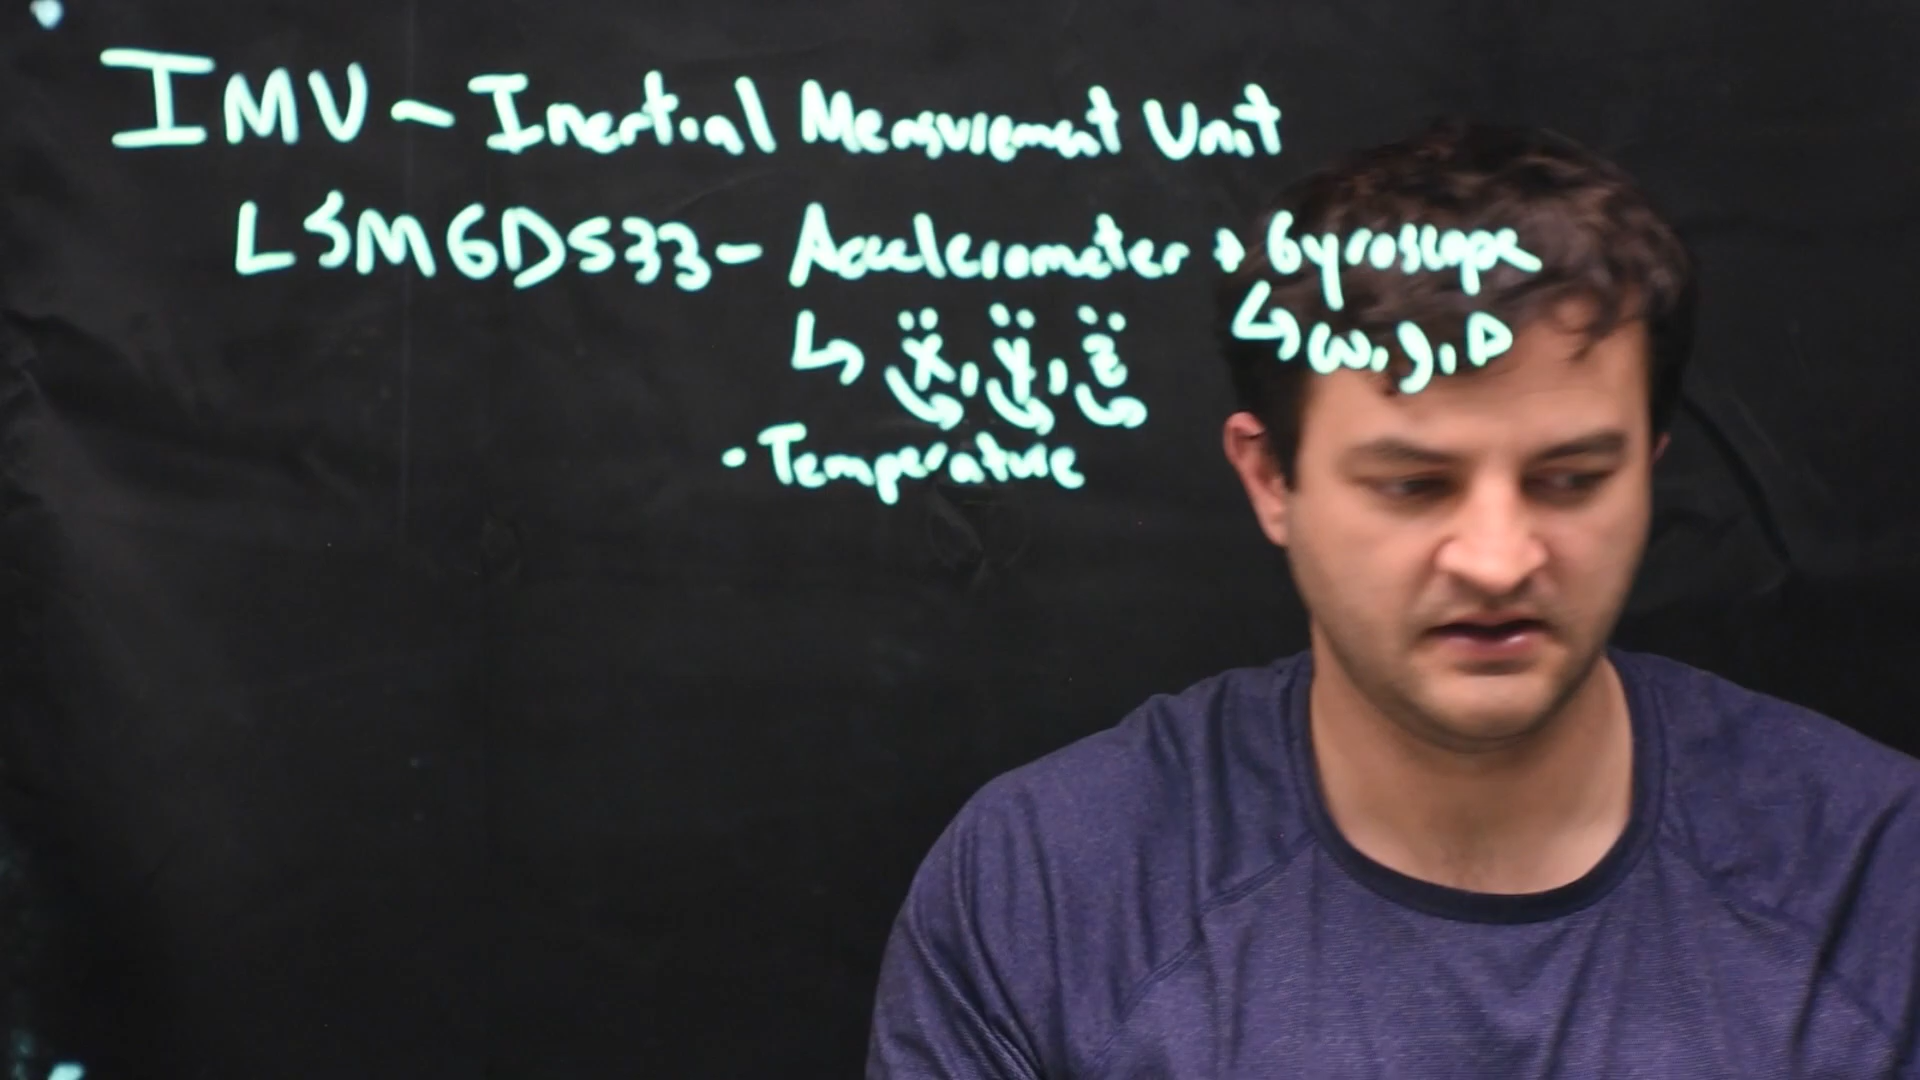 IMU - Inertial Measurement Unit
LSM6DS33 - Accelerometer + Gyroscope
↳ ẍ, ÿ, z̈ ↳ ω,
• Temperature